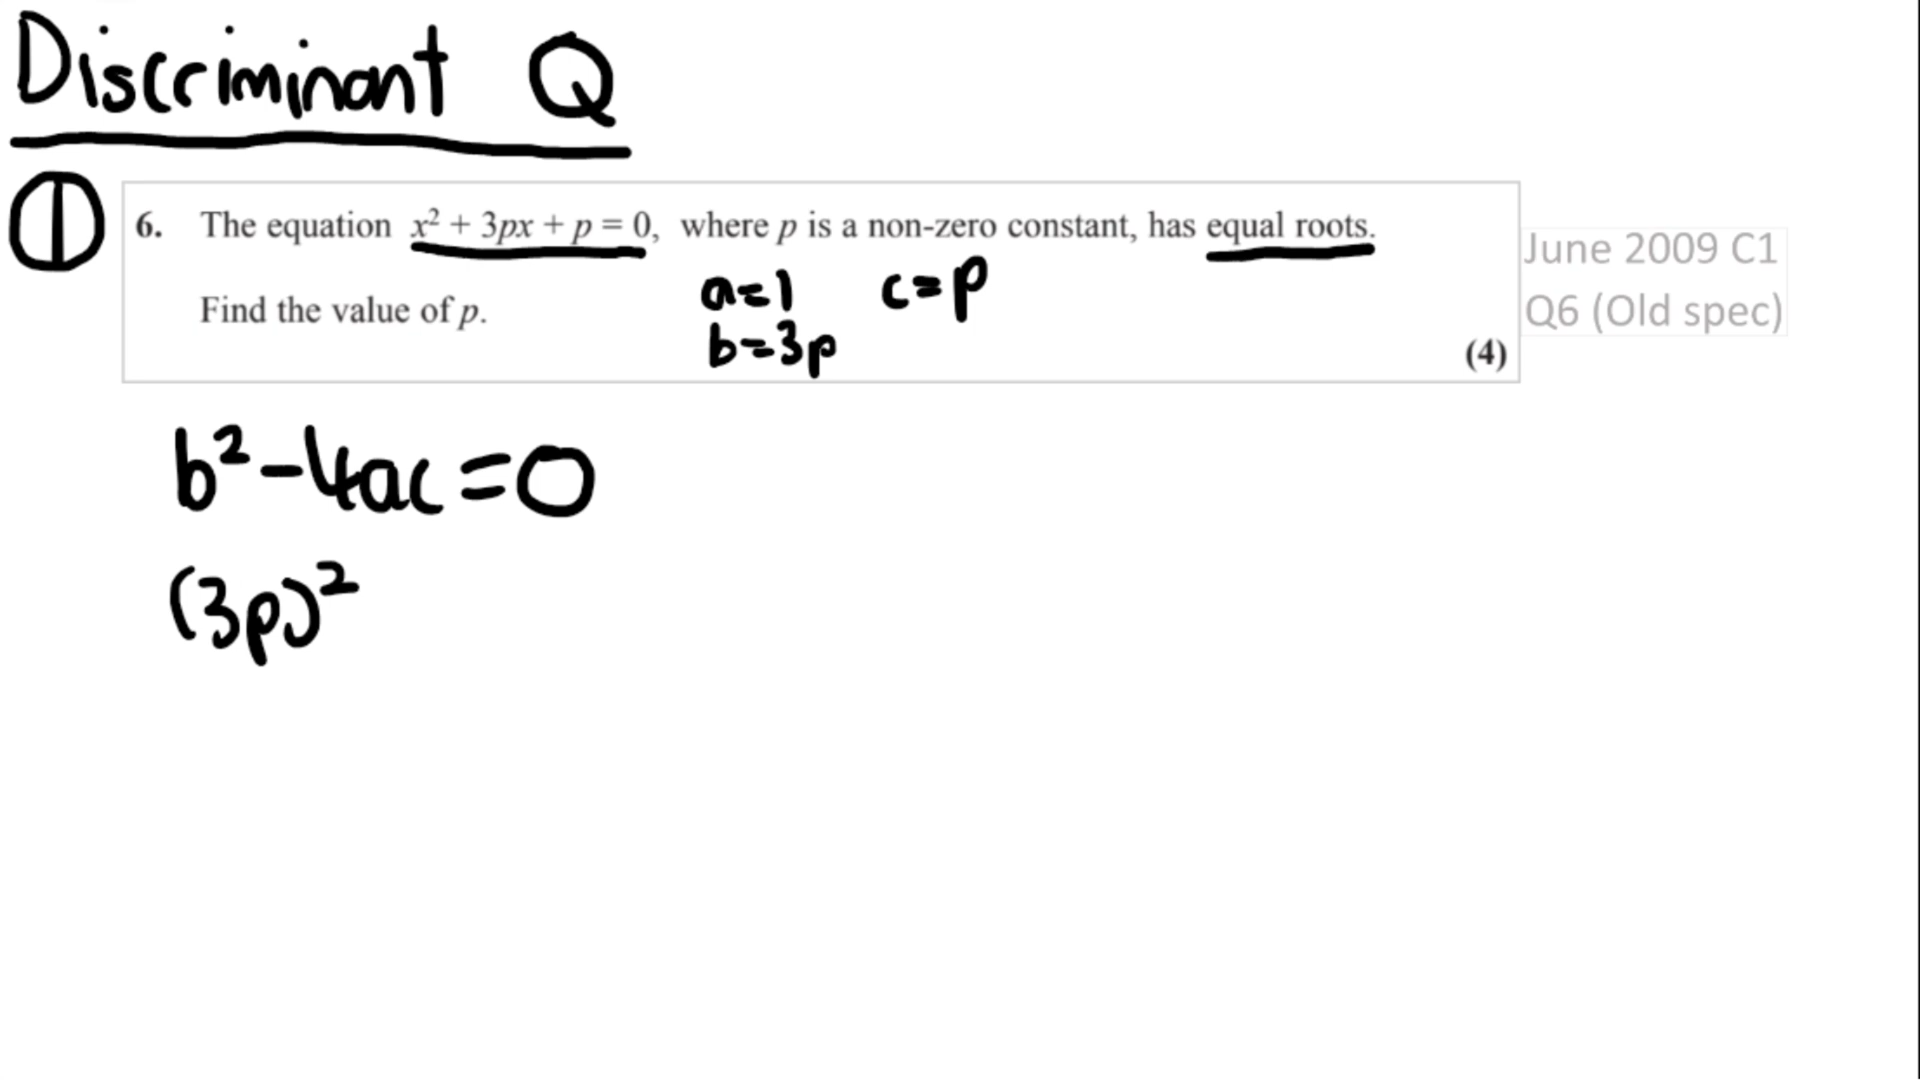 Discriminant Q
① 6. The equation x² + 3px + p = 0, where p is a non-zero constant, has equal roots.
June 2009 C1
a=1 c=p
Find the value of p.
Q6 (Old spec)
b=3p
(4)
b²-4ac=0
(3p)²